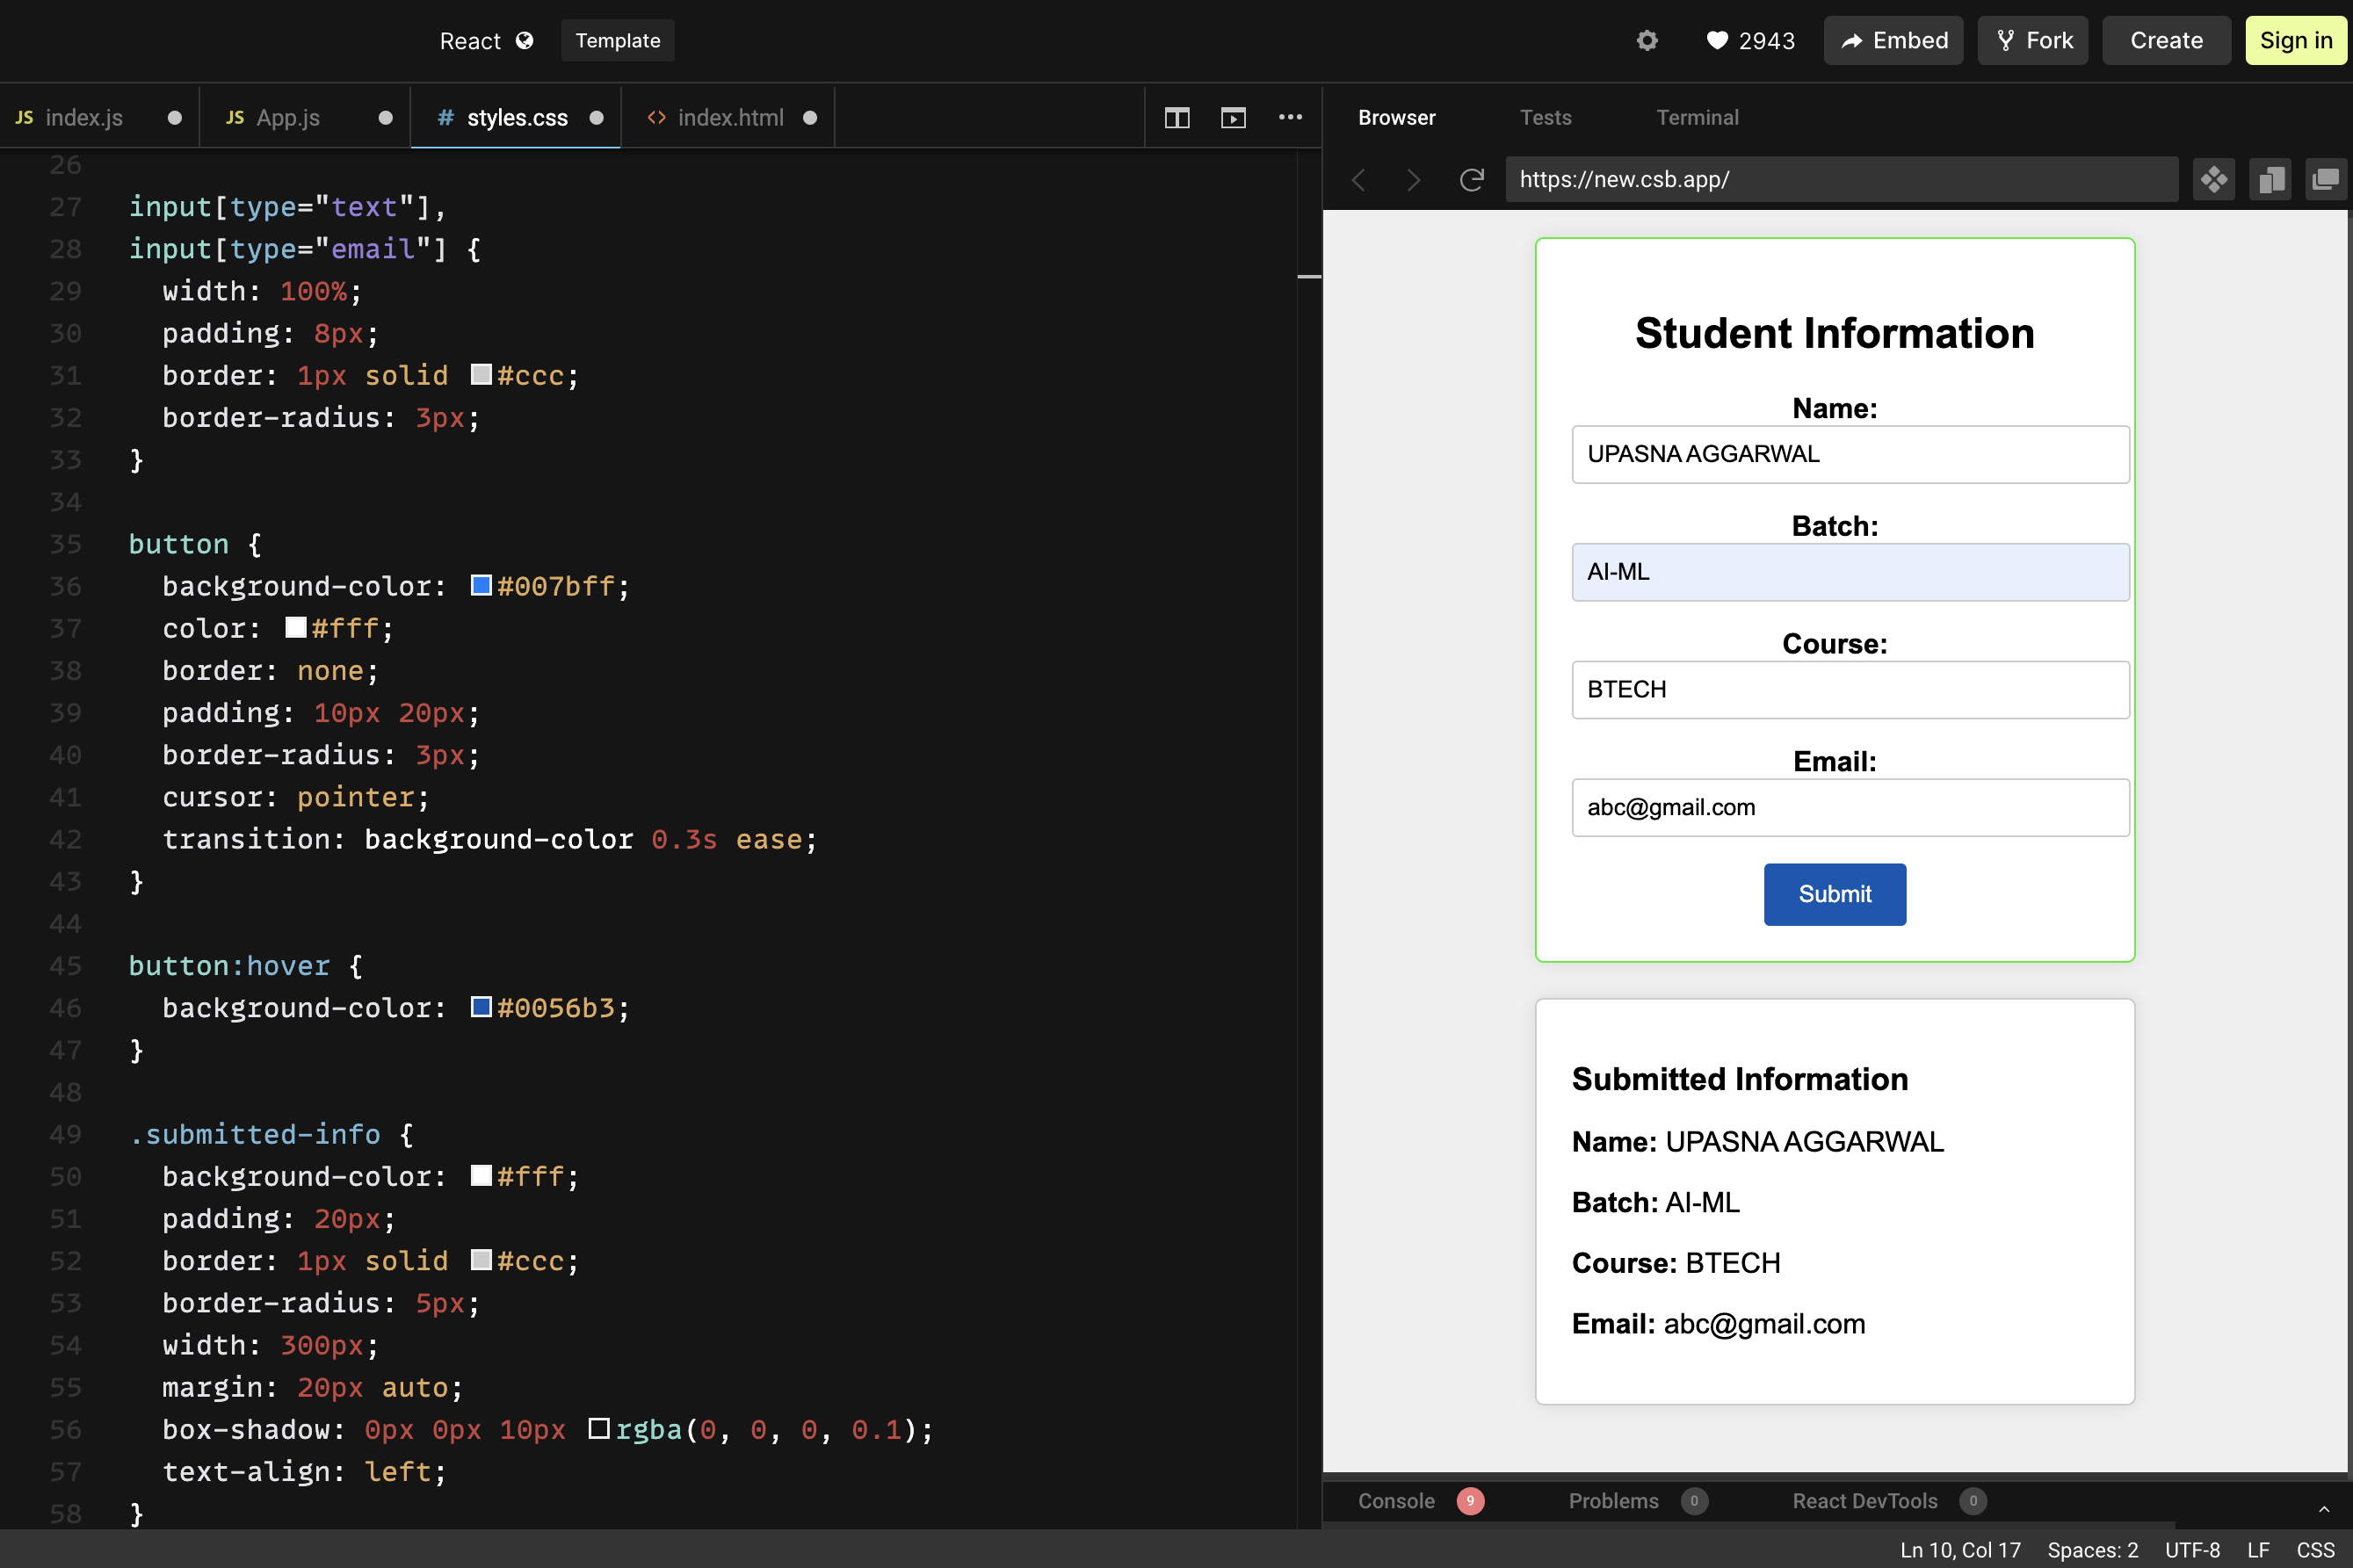 React Template 2943 Embed Fork Create Sign in
JS index.js JS App.js # styles.css <> index.html ••• Browser Tests Terminal
https://new.csb.app/
26
27 input[type="text"],
28 input[type="email"] {
29 width: 100%;
30 padding: 8px;
31 border: 1px solid #ccc;
32 border-radius: 3px;
33 }
34
35 button {
36 background-color: #007bff;
37 color: #fff;
38 border: none;
39 padding: 10px 20px;
40 border-radius: 3px;
41 cursor: pointer;
42 transition: background-color 0.3s ease;
43 }
44
45 button:hover {
46 background-color: #0056b3;
47 }
48
49 .submitted-info {
50 background-color: #fff;
51 padding: 20px;
52 border: 1px solid #ccc;
53 border-radius: 5px;
54 width: 300px;
55 margin: 20px auto;
56 box-shadow: 0px 0px 10px rgba(0, 0, 0, 0.1);
57 text-align: left;
58 }
Student Information
Name:
UPASNA AGGARWAL
Batch:
AI-ML
Course:
BTECH
Email:
abc@gmail.com
Submit
Submitted Information
Name: UPASNA AGGARWAL
Batch: AI-ML
Course: BTECH
Email: abc@gmail.com
Console 9 Problems 0 React DevTools 0
Ln 10, Col 17 Spaces: 2 UTF-8 LF CSS